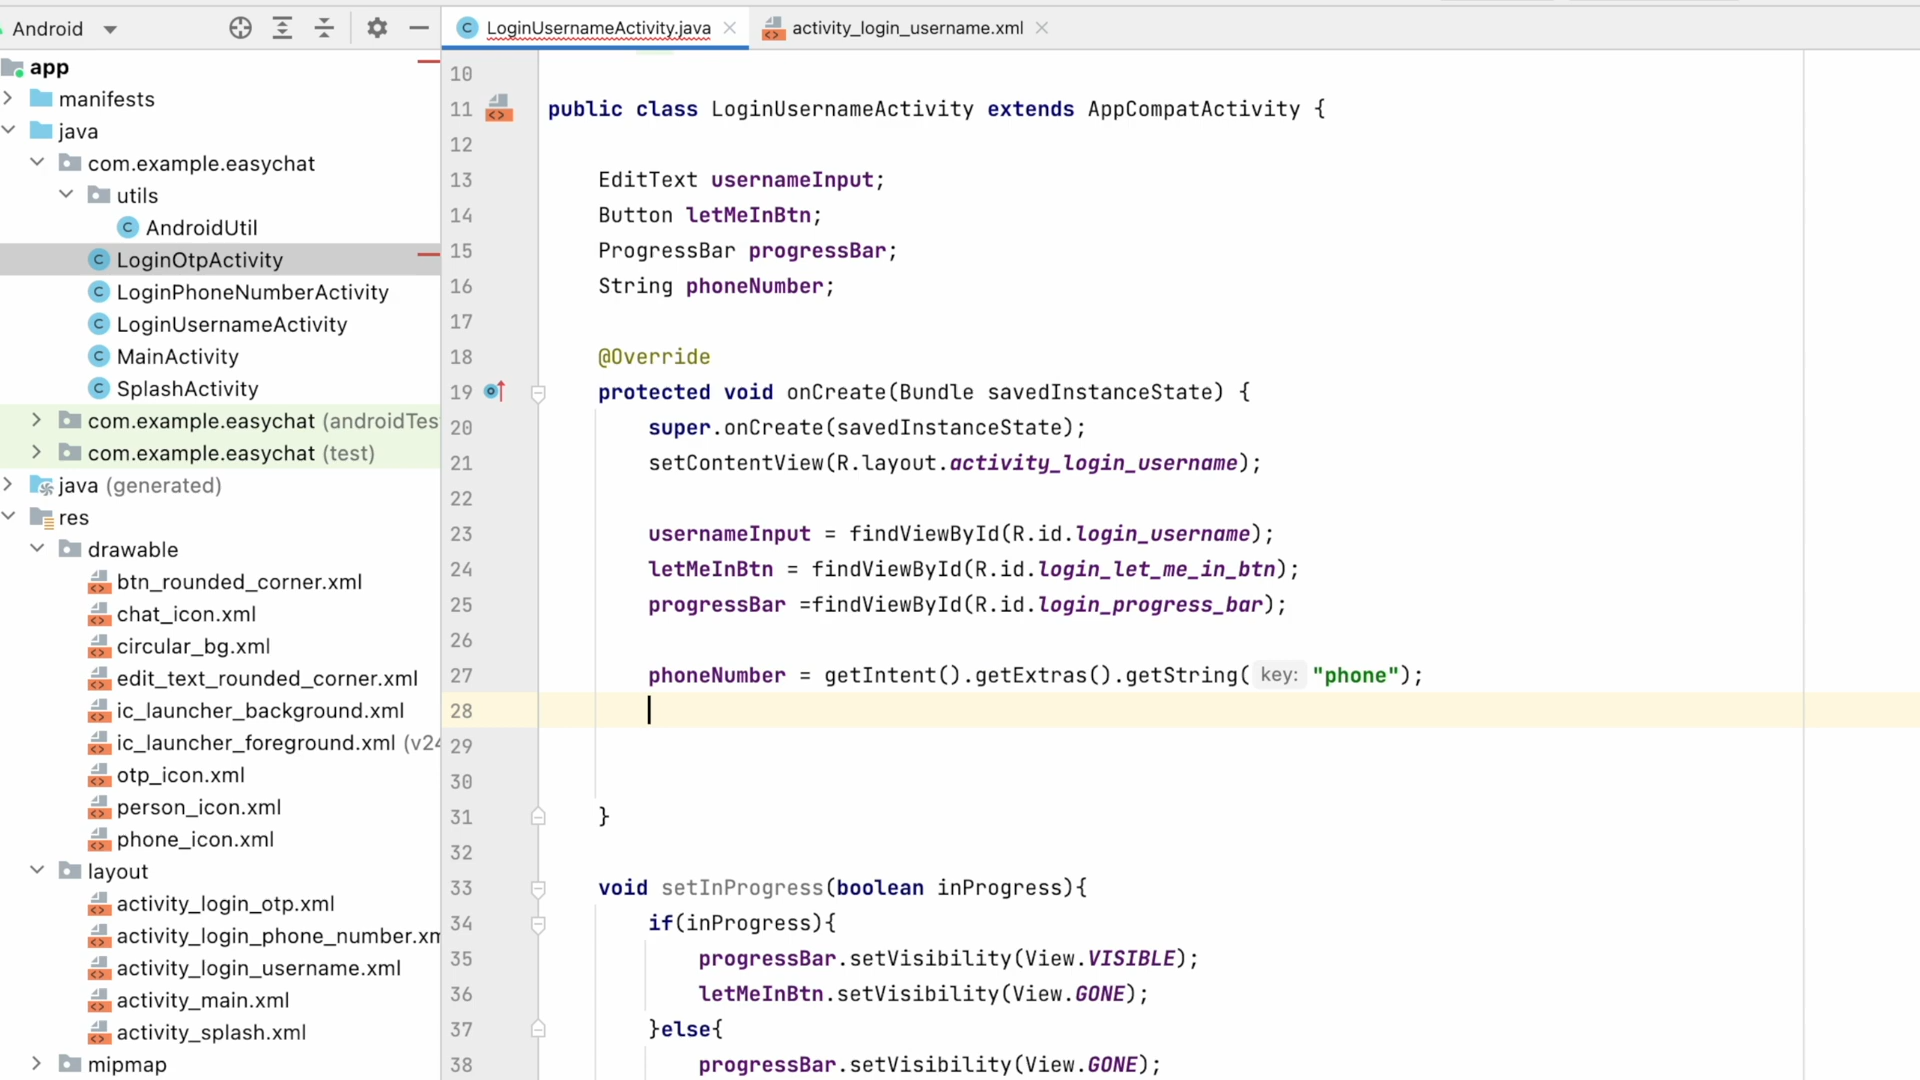 Android
LoginUsernameActivity.java
activity_login_username.xml
app
manifests
java
com.example.easychat
utils
AndroidUtil
LoginOtpActivity
LoginPhoneNumberActivity
LoginUsernameActivity
MainActivity
SplashActivity
com.example.easychat (androidTes
com.example.easychat (test)
java (generated)
res
drawable
btn_rounded_corner.xml
chat_icon.xml
circular_bg.xml
edit_text_rounded_corner.xml
ic_launcher_background.xml
ic_launcher_foreground.xml (v24
otp_icon.xml
person_icon.xml
phone_icon.xml
layout
activity_login_otp.xml
activity_login_phone_number.xm
activity_login_username.xml
activity_main.xml
activity_splash.xml
mipmap
10
11 public class LoginUsernameActivity extends AppCompatActivity {
12
13 EditText usernameInput;
14 Button letMeInBtn;
15 ProgressBar progressBar;
16 String phoneNumber;
17
18 @Override
19 protected void onCreate(Bundle savedInstanceState) {
20 super.onCreate(savedInstanceState);
21 setContentView(R.layout.activity_login_username);
22
23 usernameInput = findViewById(R.id.login_username);
24 letMeInBtn = findViewById(R.id.login_let_me_in_btn);
25 progressBar =findViewById(R.id.login_progress_bar);
26
27 phoneNumber = getIntent().getExtras().getString( key: "phone");
28
29
30
31 }
32
33 void setInProgress(boolean inProgress){
34 if(inProgress){
35 progressBar.setVisibility(View.VISIBLE);
36 letMeInBtn.setVisibility(View.GONE);
37 }else{
38 progressBar.setVisibility(View.GONE);